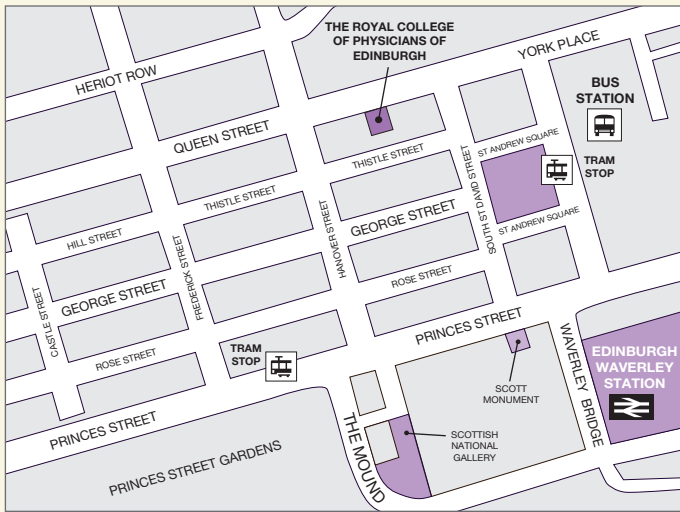 THE ROYAL COLLEGE
OF PHYSICIANS OF
EDINBURGH
YORK PLACE
HERIOT ROW
BUS
STATION
QUEEN STREET
ST ANDREW SQUARE
THISTLE STREET
TRAM
STOP
THISTLE STREET
SOUTH ST DAVID STREET
HANOVER STREET
GEORGE STREET
ST ANDREW SQUARE
HILL STREET
FREDERICK STREET
ROSE STREET
GEORGE STREET
CASTLE STREET
PRINCES STREET
TRAM
STOP
ROSE STREET
WAVERLEY BRIDGE
EDINBURGH
WAVERLEY
STATION
SCOTT
MONUMENT
PRINCES STREET
THE MOUND
SCOTTISH
NATIONAL
GALLERY
PRINCES STREET GARDENS